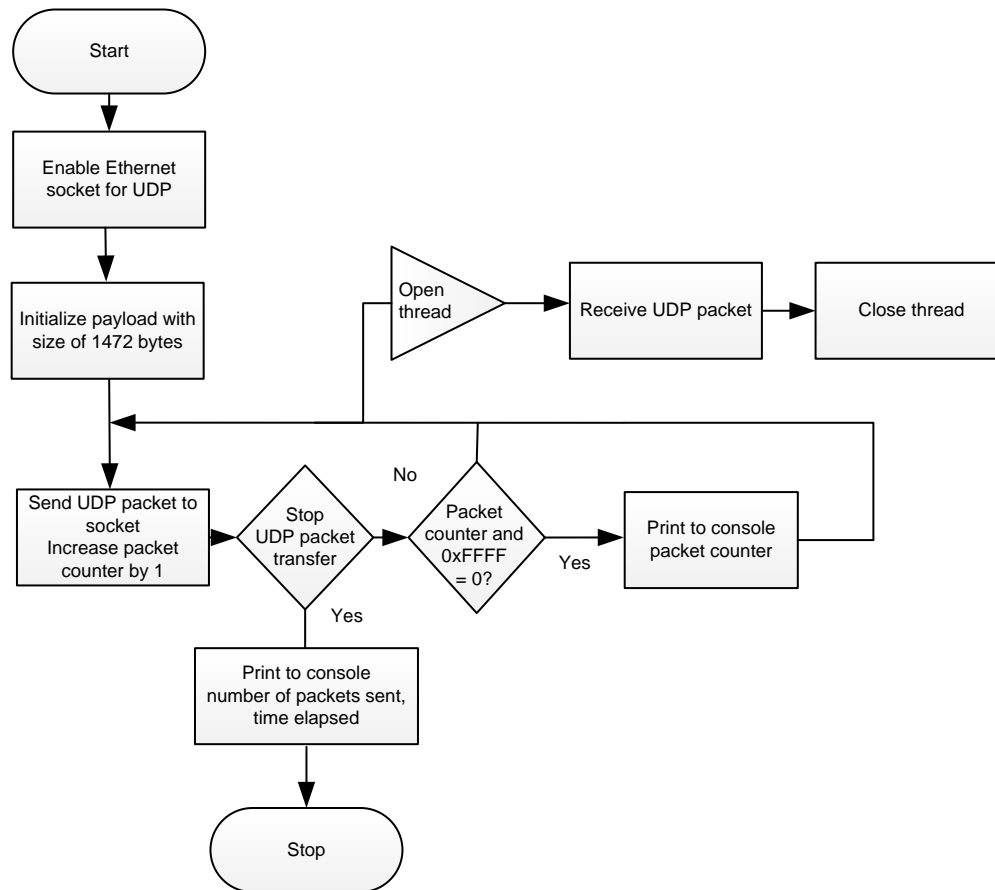 Start
Enable Ethernet
socket for UDP
Initialize payload with
size of 1472 bytes
Open
thread
Receive UDP packet
Close thread
Send UDP packet to
socket
Increase packet
counter by 1
Stop
UDP packet
transfer
No
Packet
counter and
0xFFFF
= 0?
Yes
Print to console
packet counter
Yes
Print to console
number of packets sent,
time elapsed
Stop